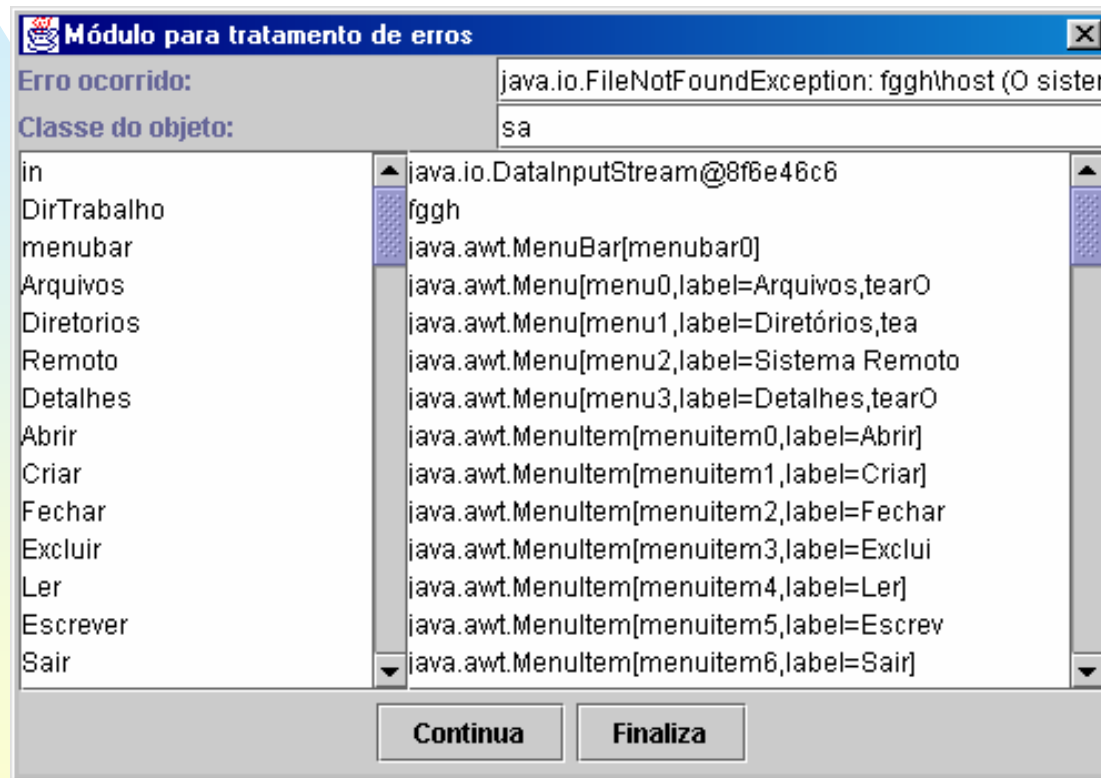 Módulo para tratamento de erros
Erro ocorrido: java.io.FileNotFoundException: fggh\host (O sister
Classe do objeto: sa
in java.io.DataInputStream@8f6e46c6
DirTrabalho fggh
menubar java.awt.MenuBar[menubar0]
Arquivos java.awt.Menu[menu0,label=Arquivos,tearO
Diretorios java.awt.Menu[menu1,label=Diretórios,tea
Remoto java.awt.Menu[menu2,label=Sistema Remoto
Detalhes java.awt.Menu[menu3,label=Detalhes,tearO
Abrir java.awt.MenuItem[menuitem0,label=Abrir]
Criar java.awt.MenuItem[menuitem1,label=Criar]
Fechar java.awt.MenuItem[menuitem2,label=Fechar
Excluir java.awt.MenuItem[menuitem3,label=Exclui
Ler java.awt.MenuItem[menuitem4,label=Ler]
Escrever java.awt.MenuItem[menuitem5,label=Escrev
Sair java.awt.MenuItem[menuitem6,label=Sair]
Continua Finaliza